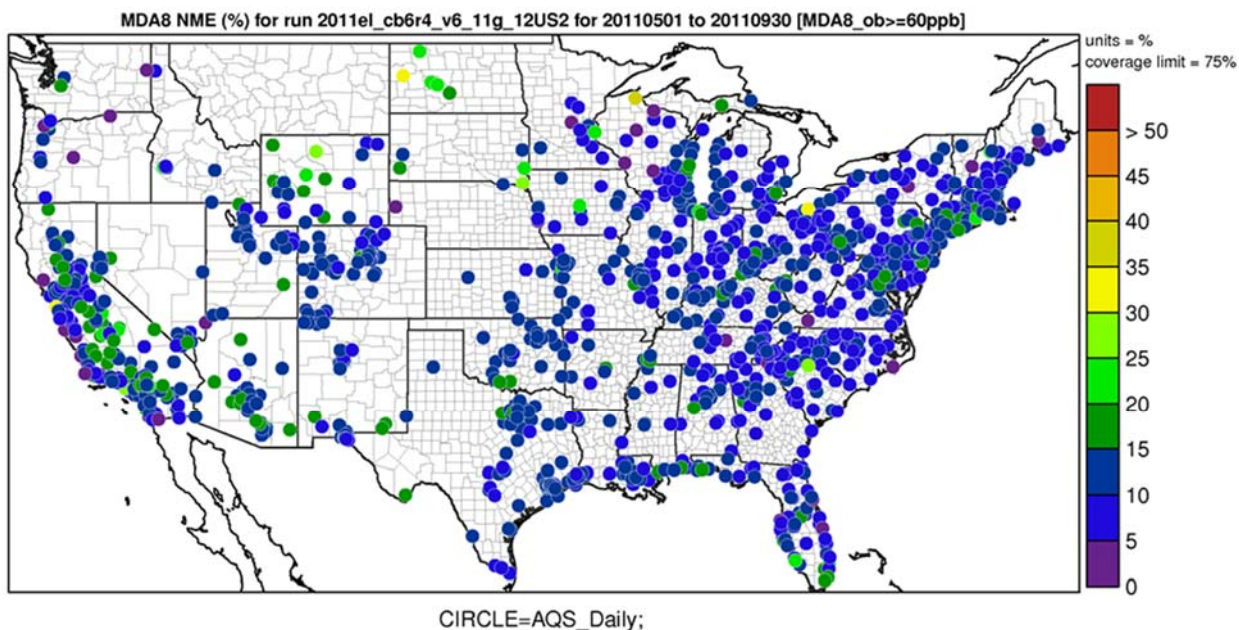 MDA8 NME (%) for run 2011el_cb6r4_v6_11g_12US2 for 20110501 to 20110930 [MDA8_ob>=60ppb]
units = %
coverage limit = 75%
> 50
45
40
35
30
25
20
15
10
5
0
CIRCLE=AQS_Daily;